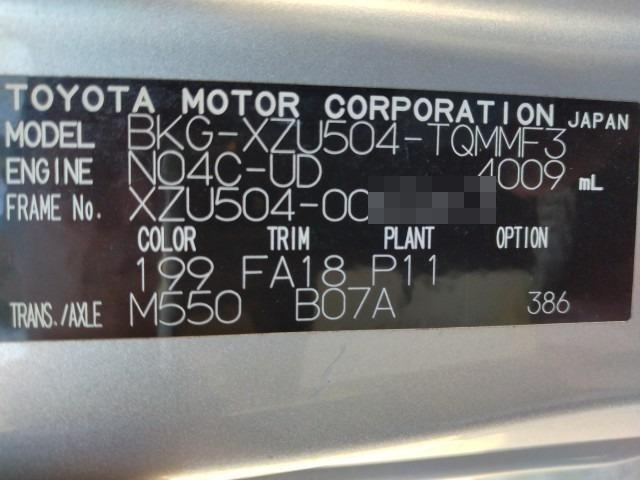 TOYOTA MOTOR CORPORATION JAPAN
MODEL BKG-XZU504-TQMMF3
ENGINE N04C-UD 4009 mL
FRAME No. XZU504-00
COLOR TRIM PLANT OPTION
199 FA18 P11
TRANS./AXLE M550 B07A 386